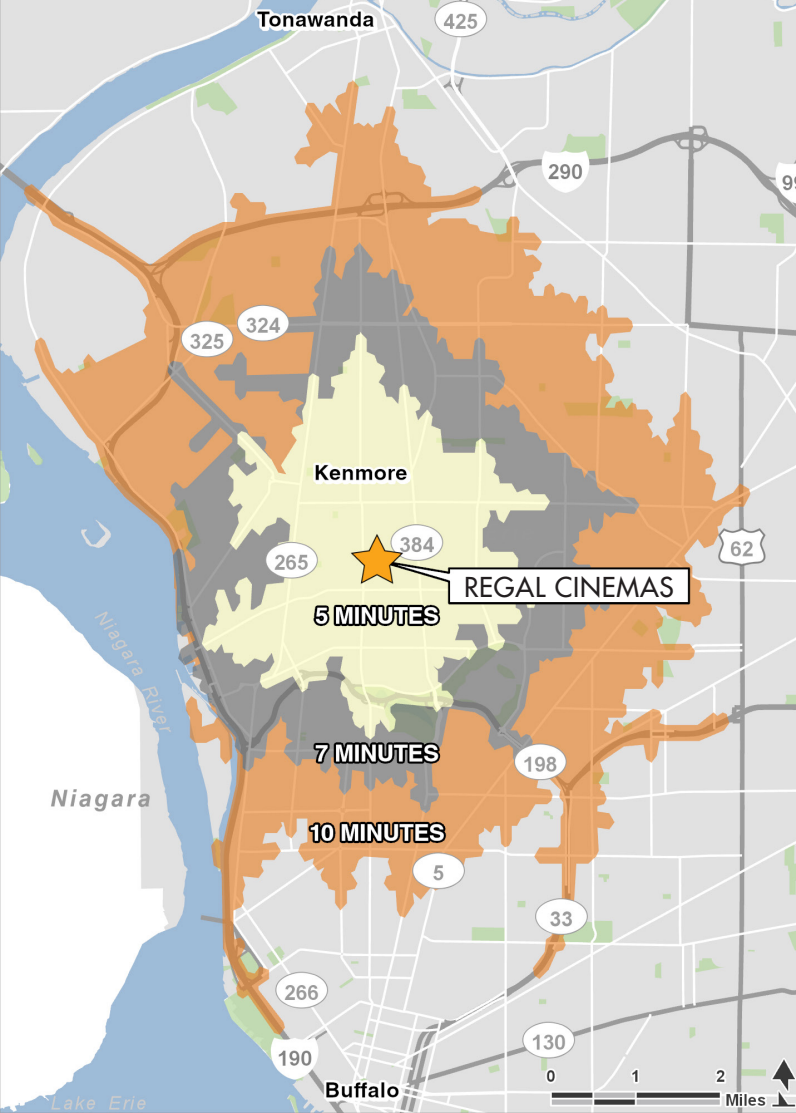 Tonawanda
425
290
99
324
325
Kenmore
384
265
62
REGAL CINEMAS
5 MINUTES
Niagara River
7 MINUTES
198
Niagara
10 MINUTES
5
33
266
130
190
0 1 2
Buffalo
Miles
Lake Erie